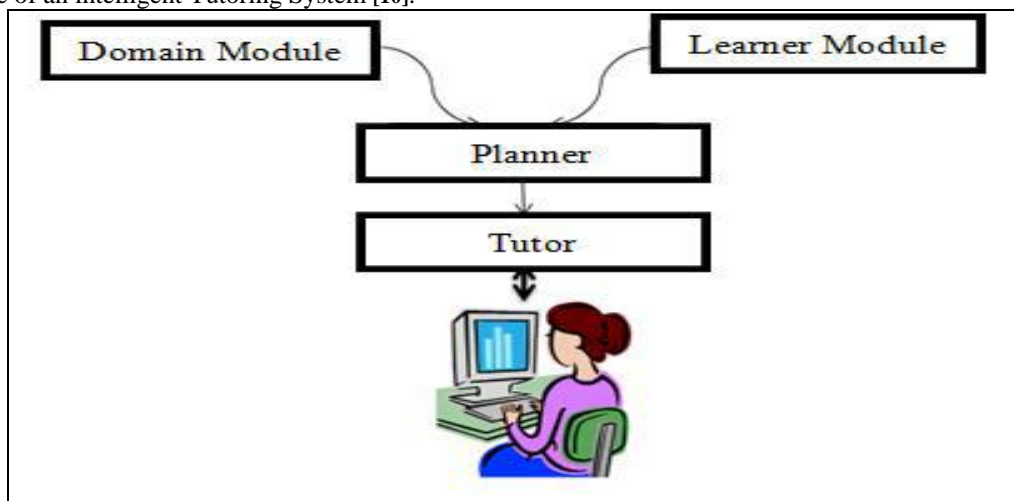 e of an intelligent Tutoring System [10].
Domain Module
Learner Module
Planner
Tutor